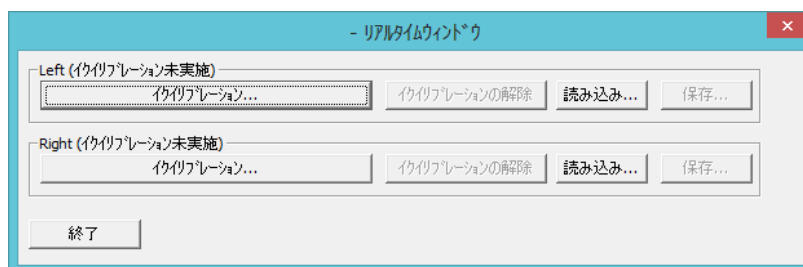 - リアルタイムウィンドウ
Left (イクイリブレーション未実施)
イクイリブレーション... イクイリブレーションの解除 読み込み... 保存...
Right (イクイリブレーション未実施)
イクイリブレーション... イクイリブレーションの解除 読み込み... 保存...
終了